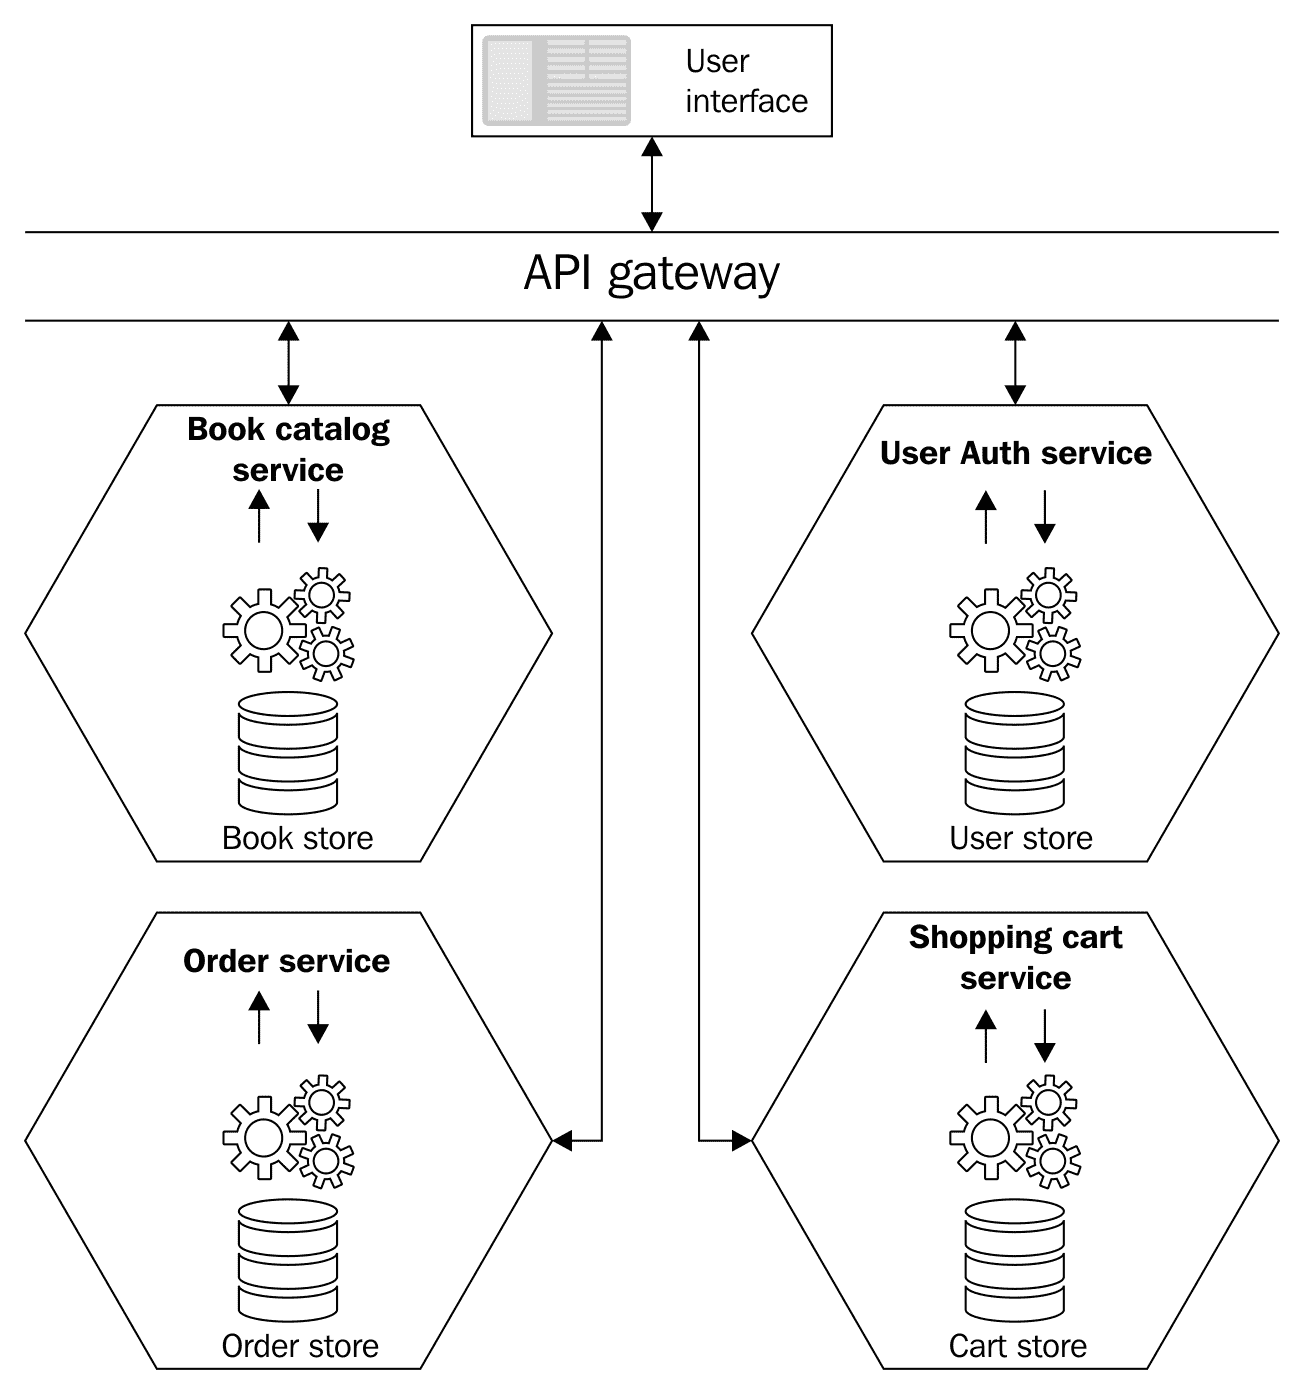 User
interface
API gateway
Book catalog
service
Book store
User Auth service
User store
Order service
Order store
Shopping cart
service
Cart store